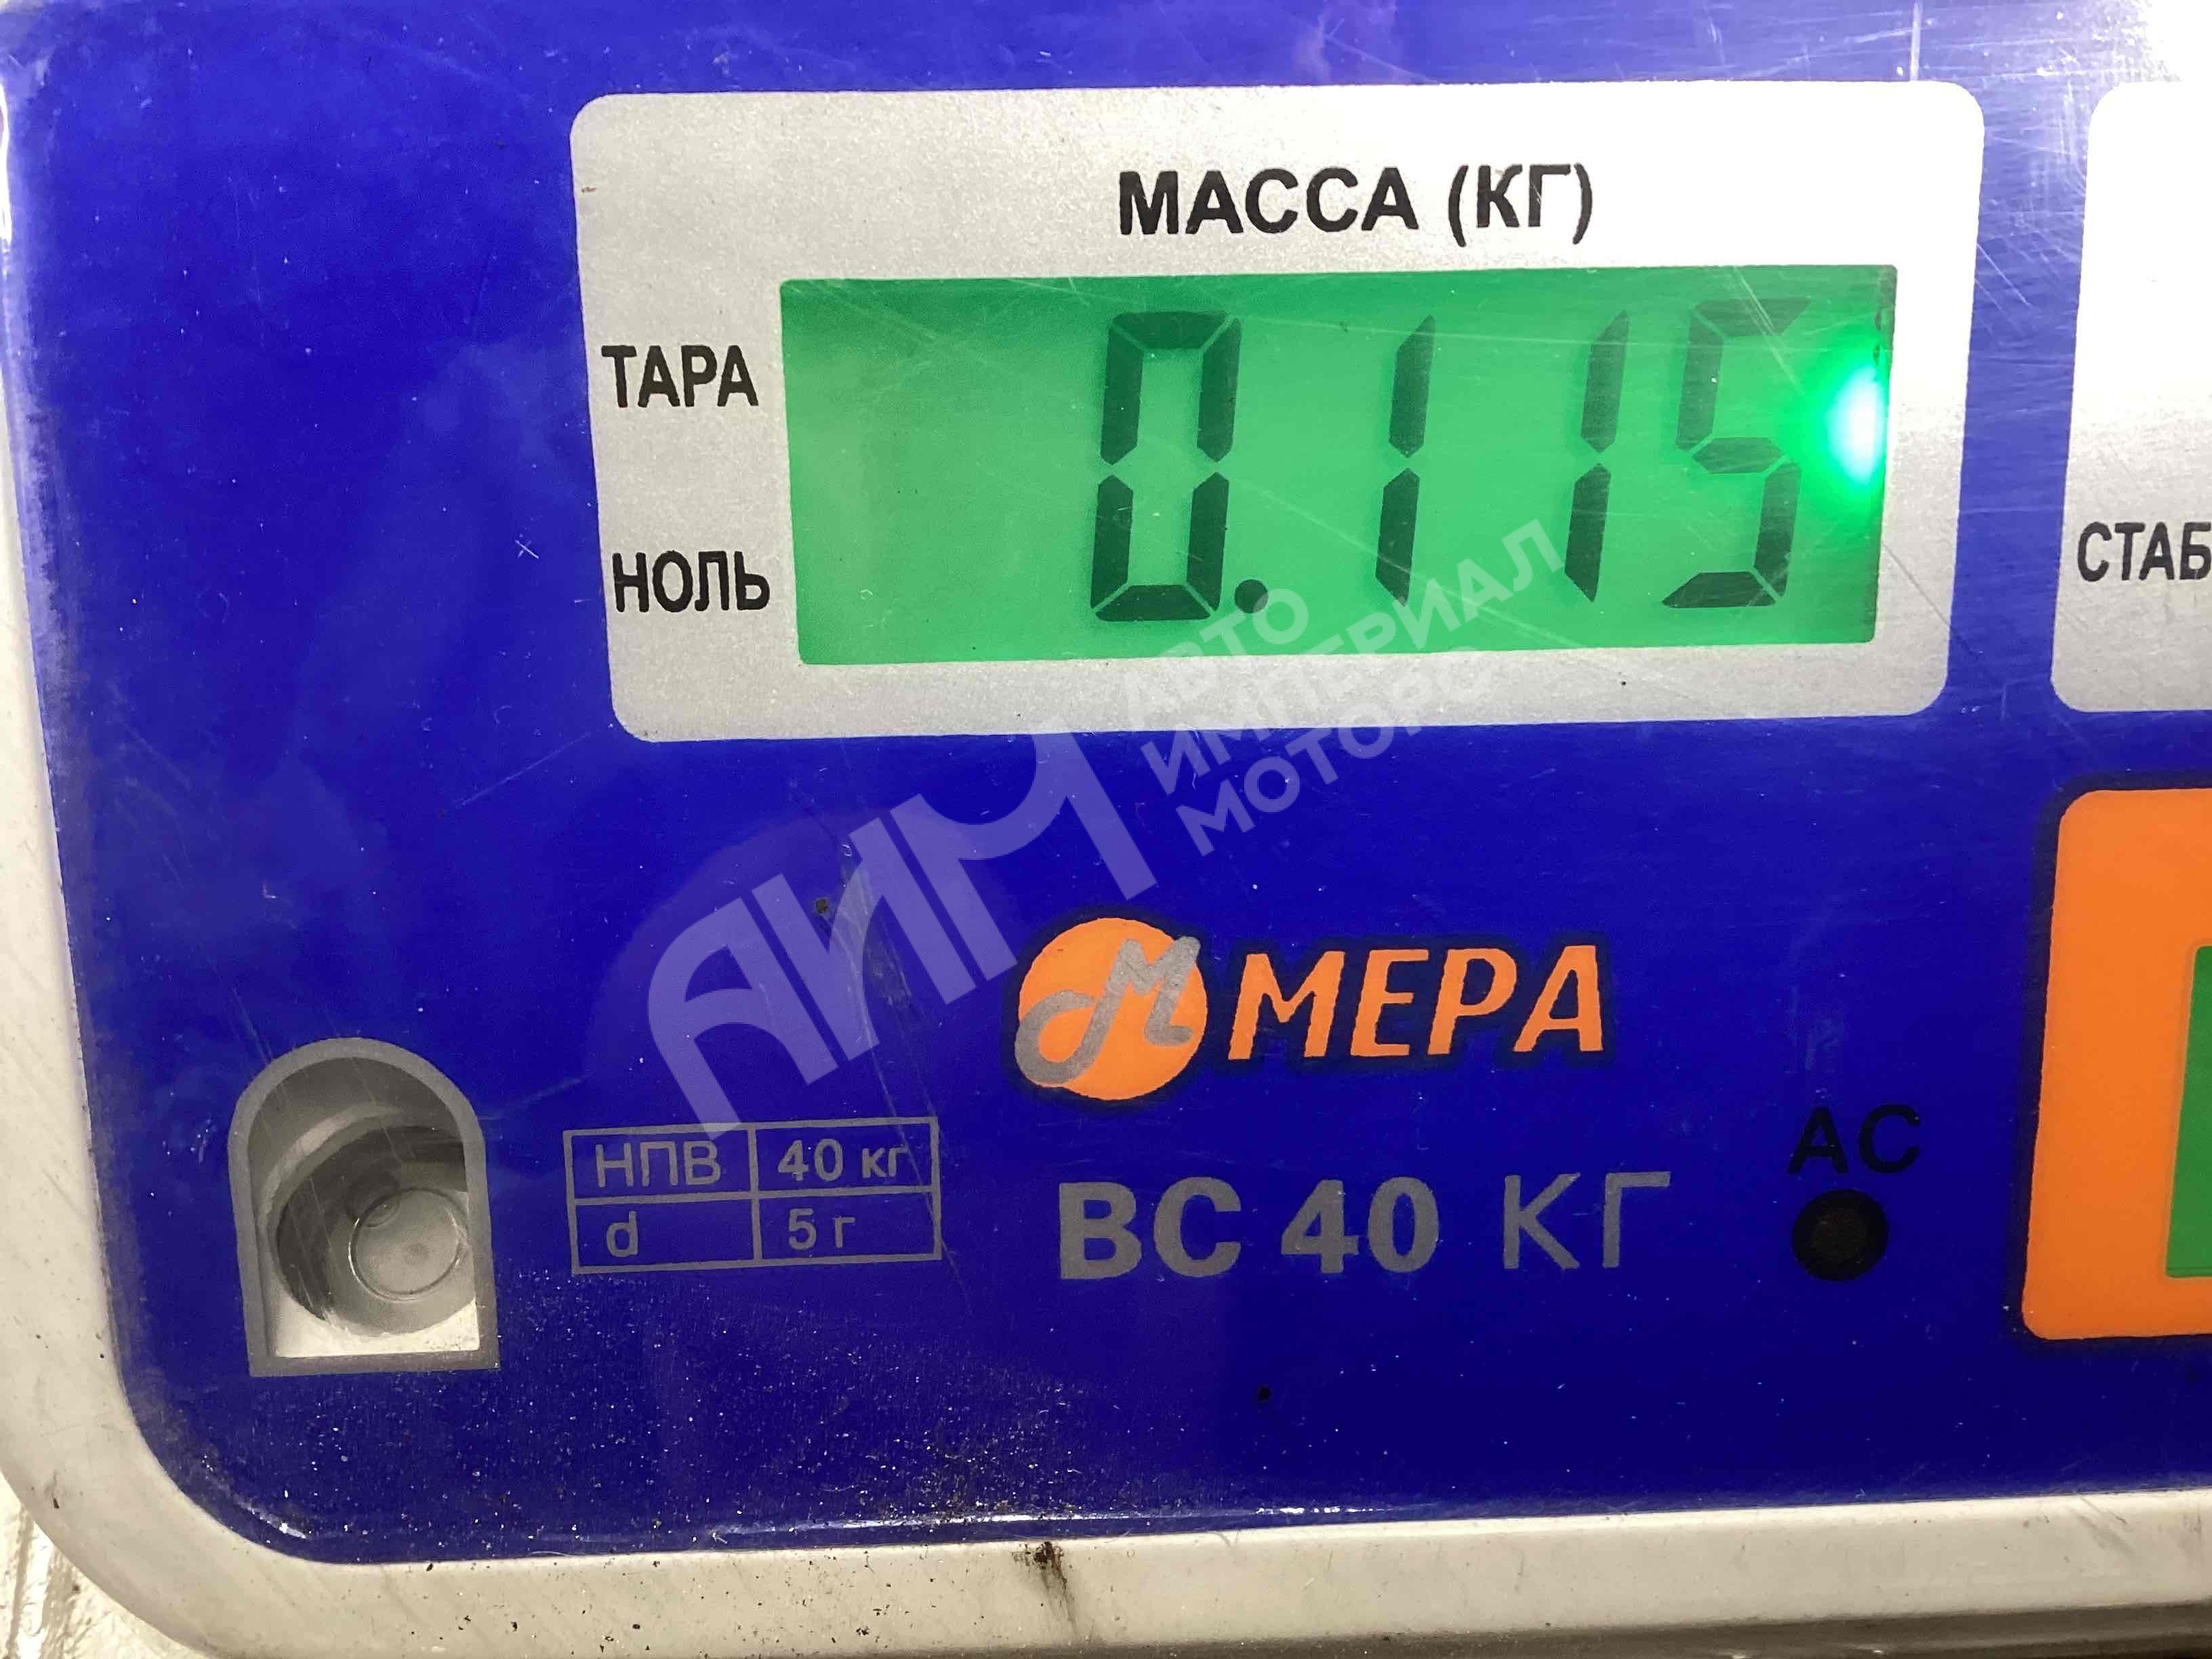 МАССА (КГ)
ТАРА
0.115
НОЛЬ
СТАБ
АВТО
ИМПЕРИАЛ
МОТОРС
АИМ
МЕРА
НПВ 40 кг
d 5 г
ВС 40 КГ
AC